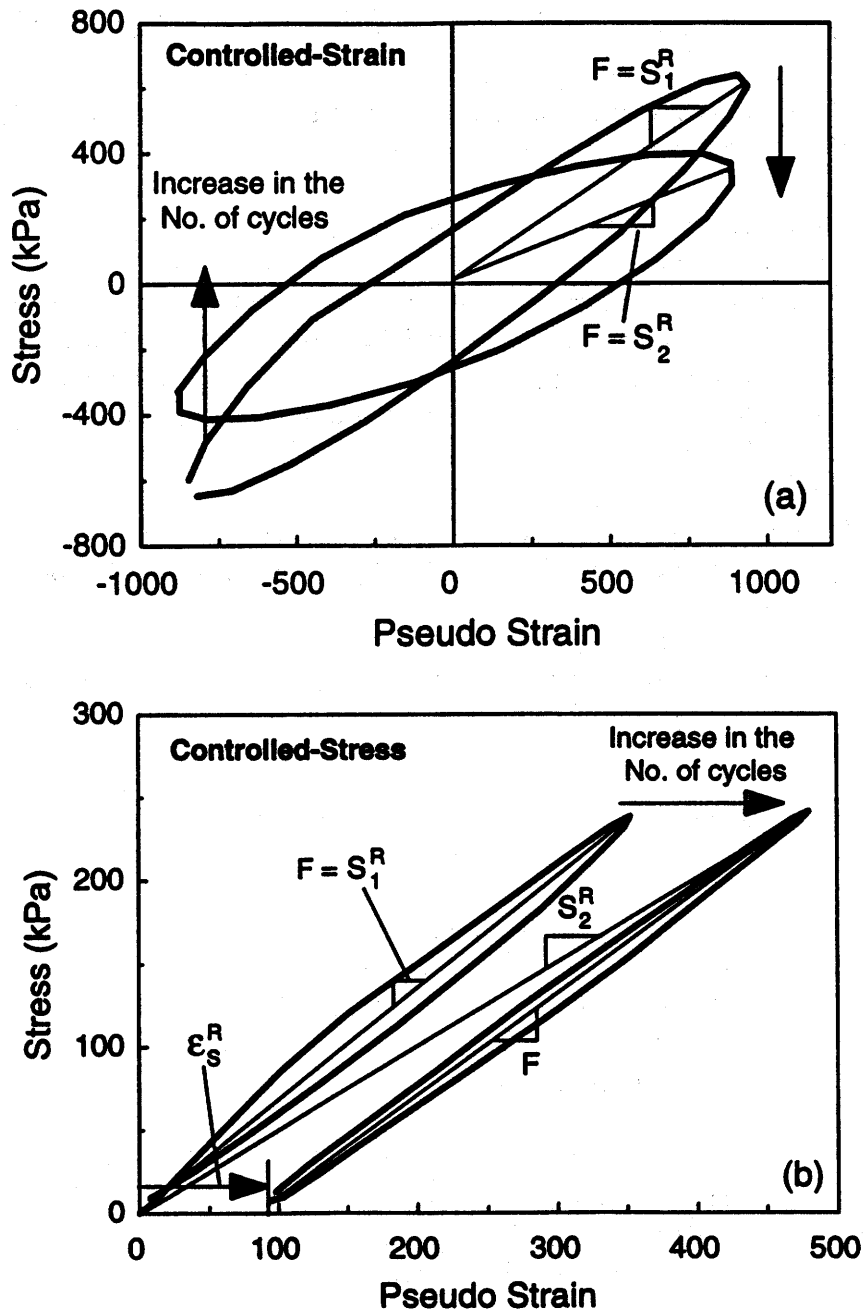 800
Controlled-Strain
F = S₁ᴿ
400
Increase in the
No. of cycles
0
Stress (kPa)
F = S₂ᴿ
-400
(a)
-800
-1000 -500 0 500 1000
Pseudo Strain
300
Controlled-Stress
Increase in the
No. of cycles
F = S₁ᴿ
200
S₂ᴿ
Stress (kPa)
100
εₛᴿ
F
(b)
0
0 100 200 300 400 500
Pseudo Strain